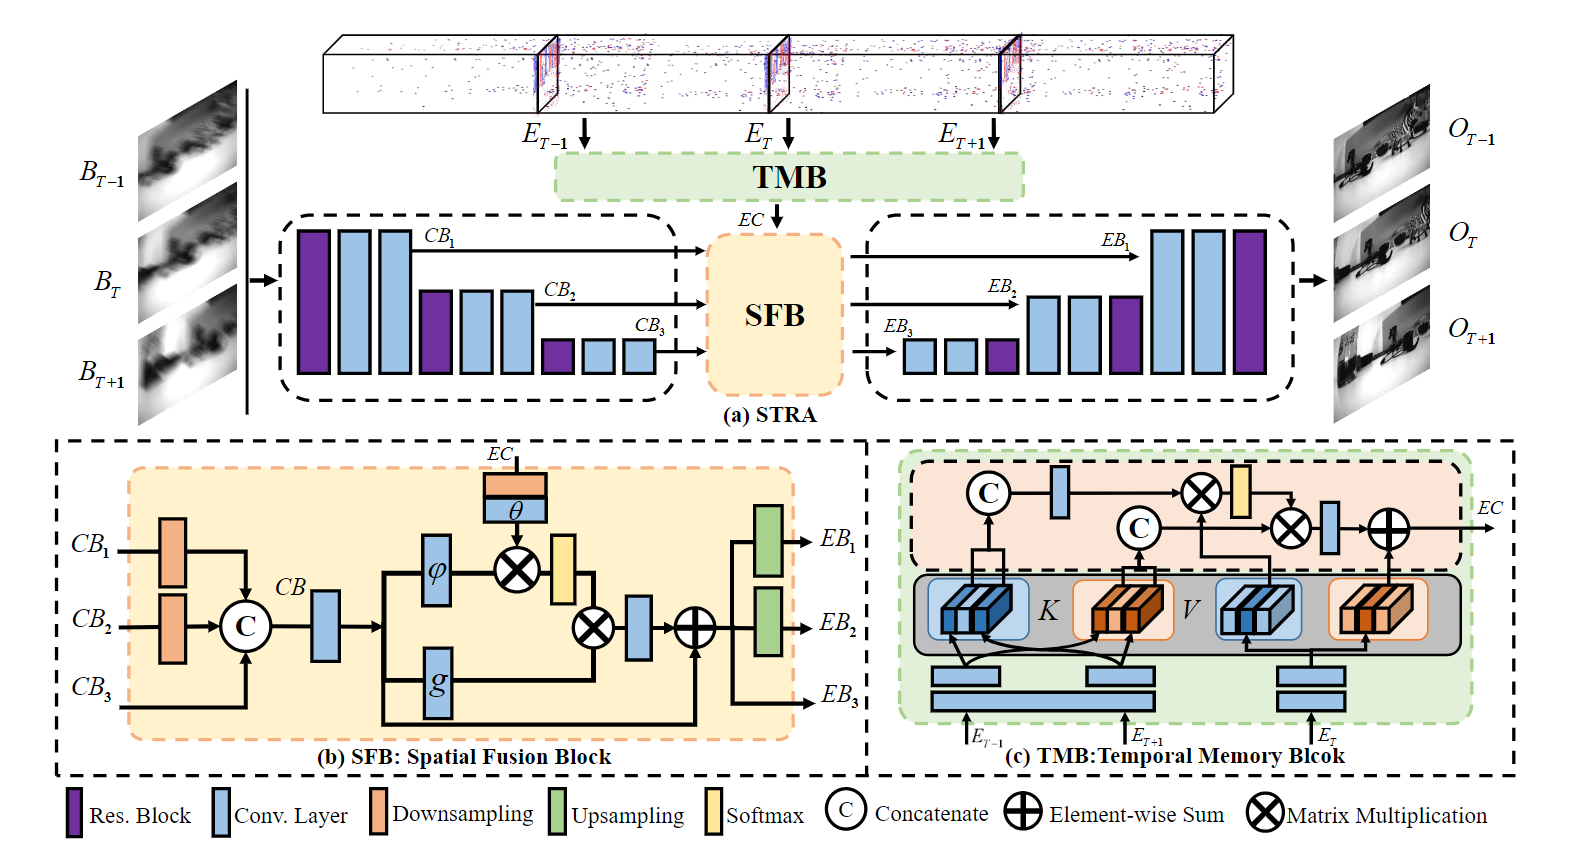 E_{T-1} E_T E_{T+1}
TMB
EC
B_{T-1}
B_T
B_{T+1}
CB_1
CB_2
CB_3
SFB
EB_1
EB_2
EB_3
O_{T-1}
O_T
O_{T+1}
(a) STRA
EC
θ
CB_1
CB_2
CB_3
C
CB
φ
g
EB_1
EB_2
EB_3
(b) SFB: Spatial Fusion Block
C
C
EC
K
V
E_{T-1} E_{T+1} E_T
(c) TMB:Temporal Memory Blcok
Res. Block
Conv. Layer
Downsampling
Upsampling
Softmax
C Concatenate
Element-wise Sum
Matrix Multiplication